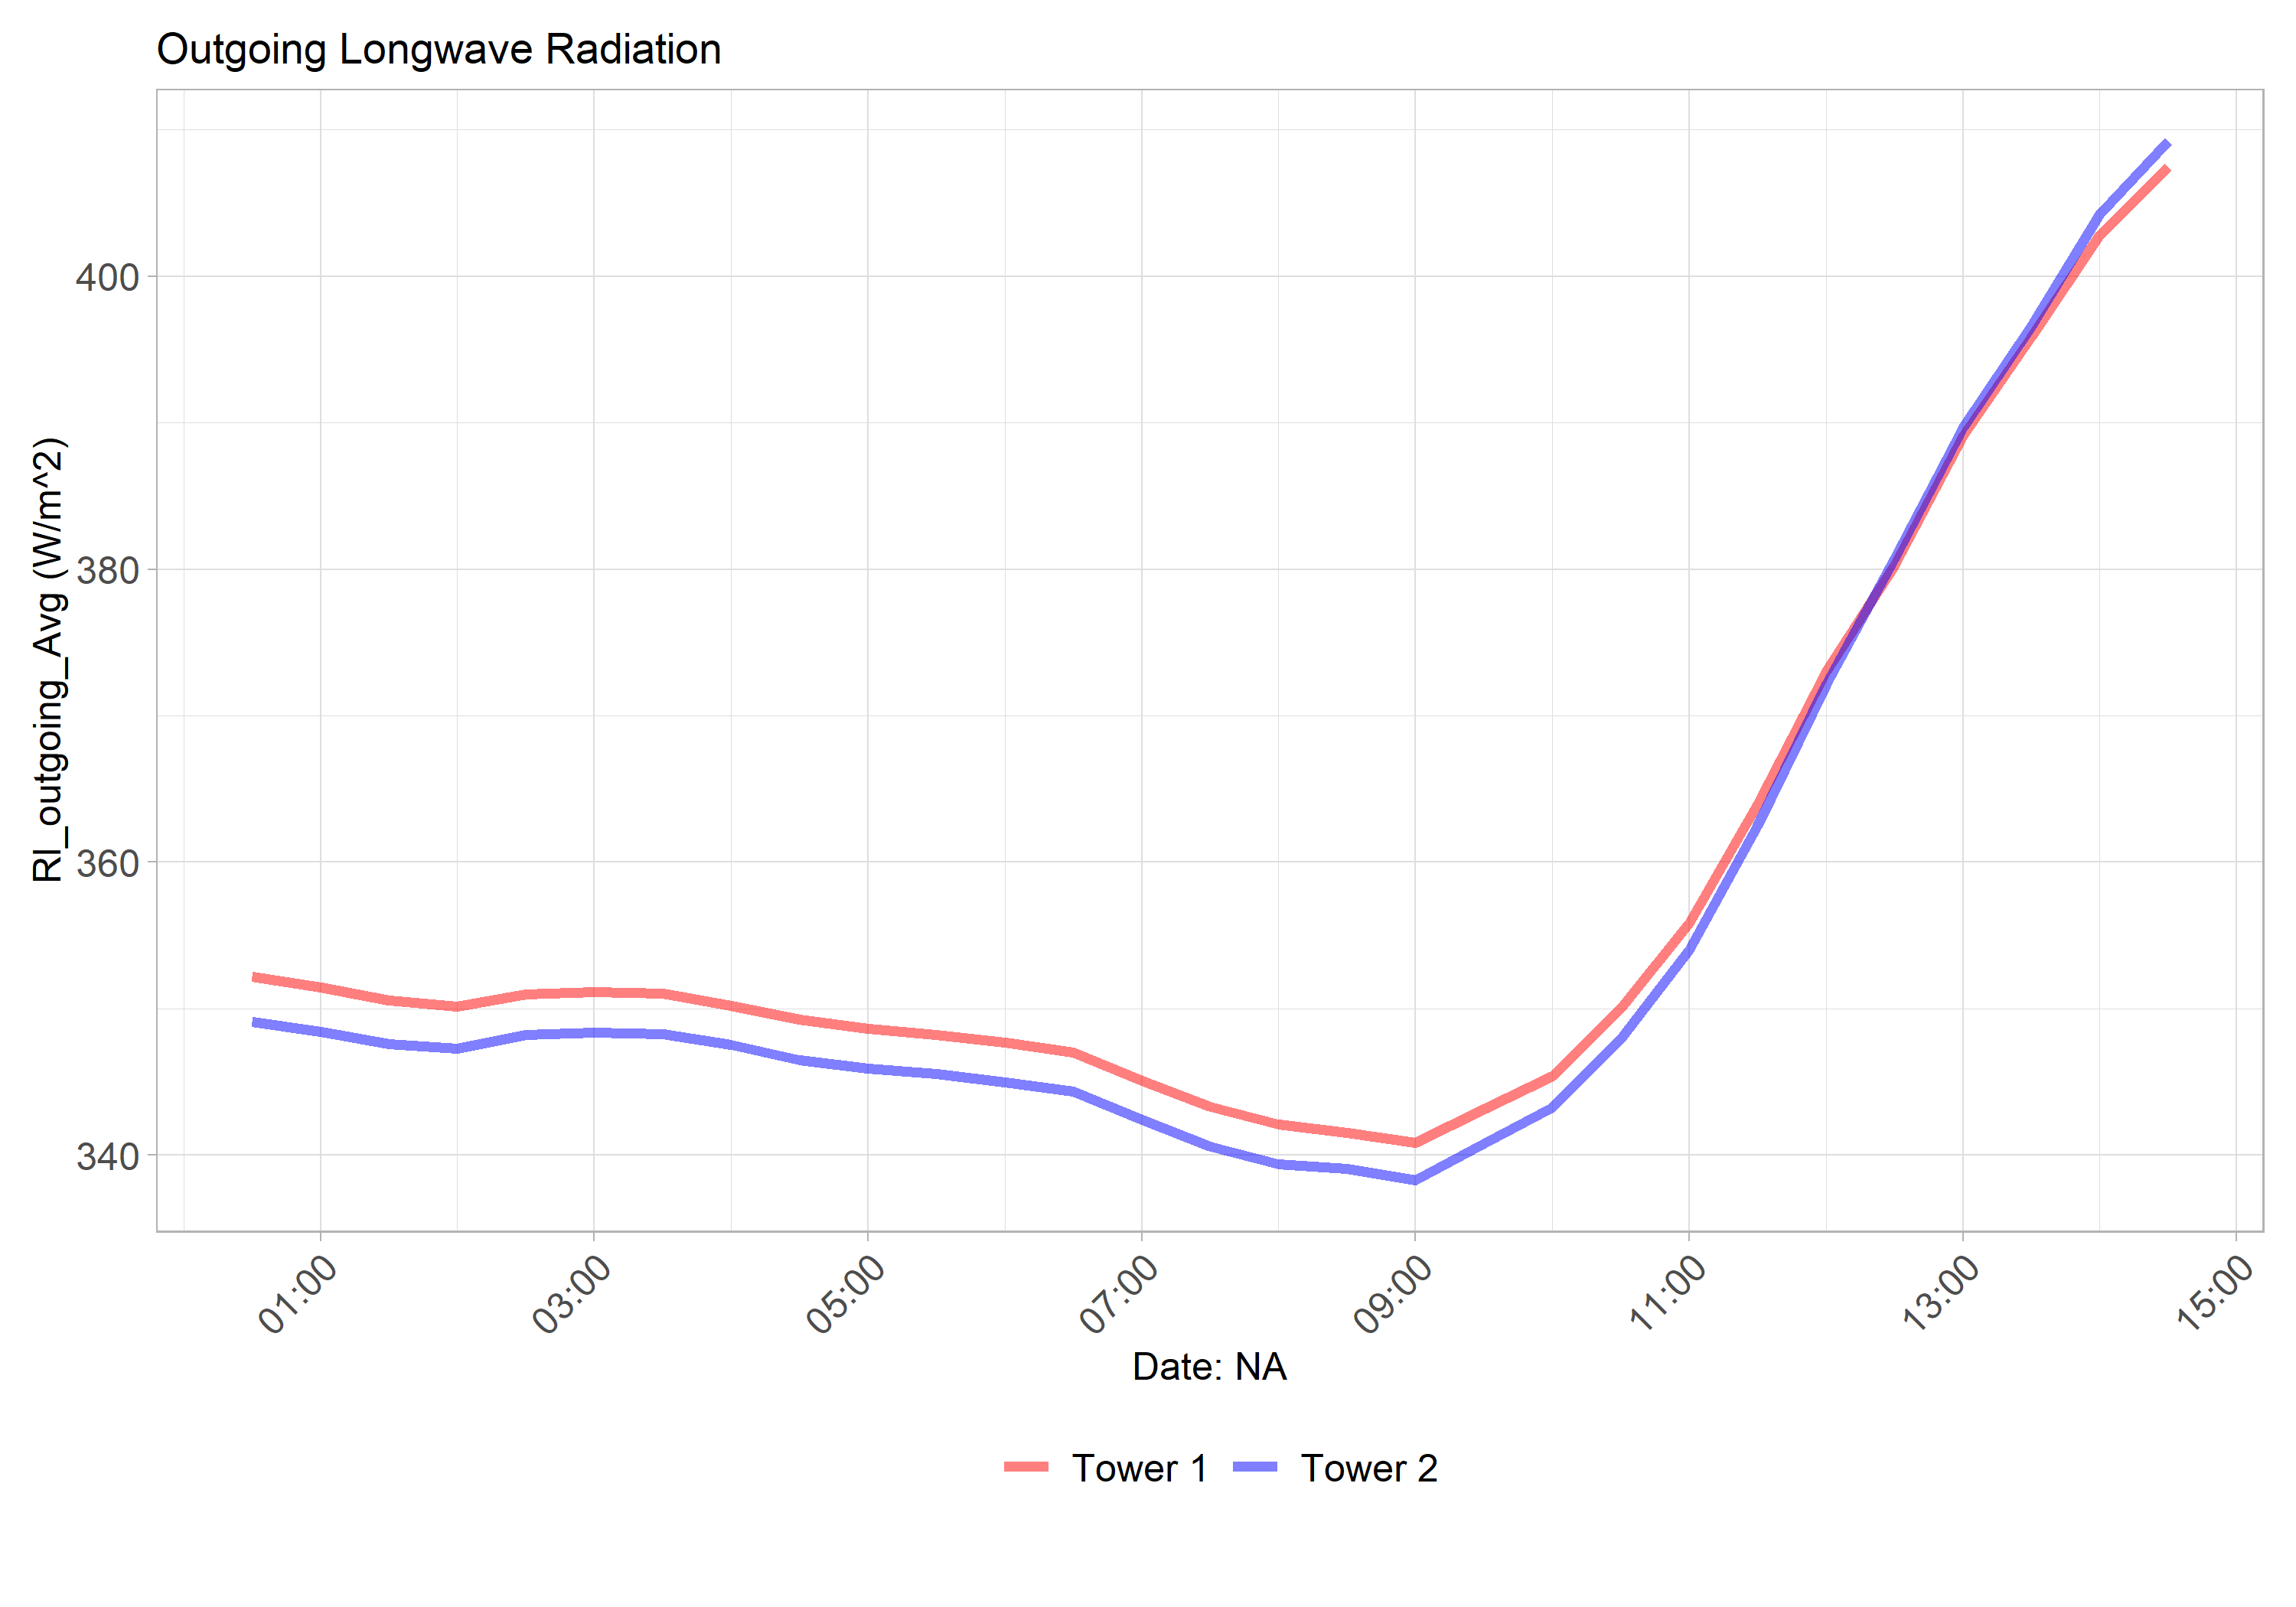 Outgoing Longwave Radiation
Rl_outgoing_Avg (W/m^2)
400
380
360
340
01:00
03:00
05:00
07:00
09:00
11:00
13:00
15:00
Date: NA
Tower 1
Tower 2